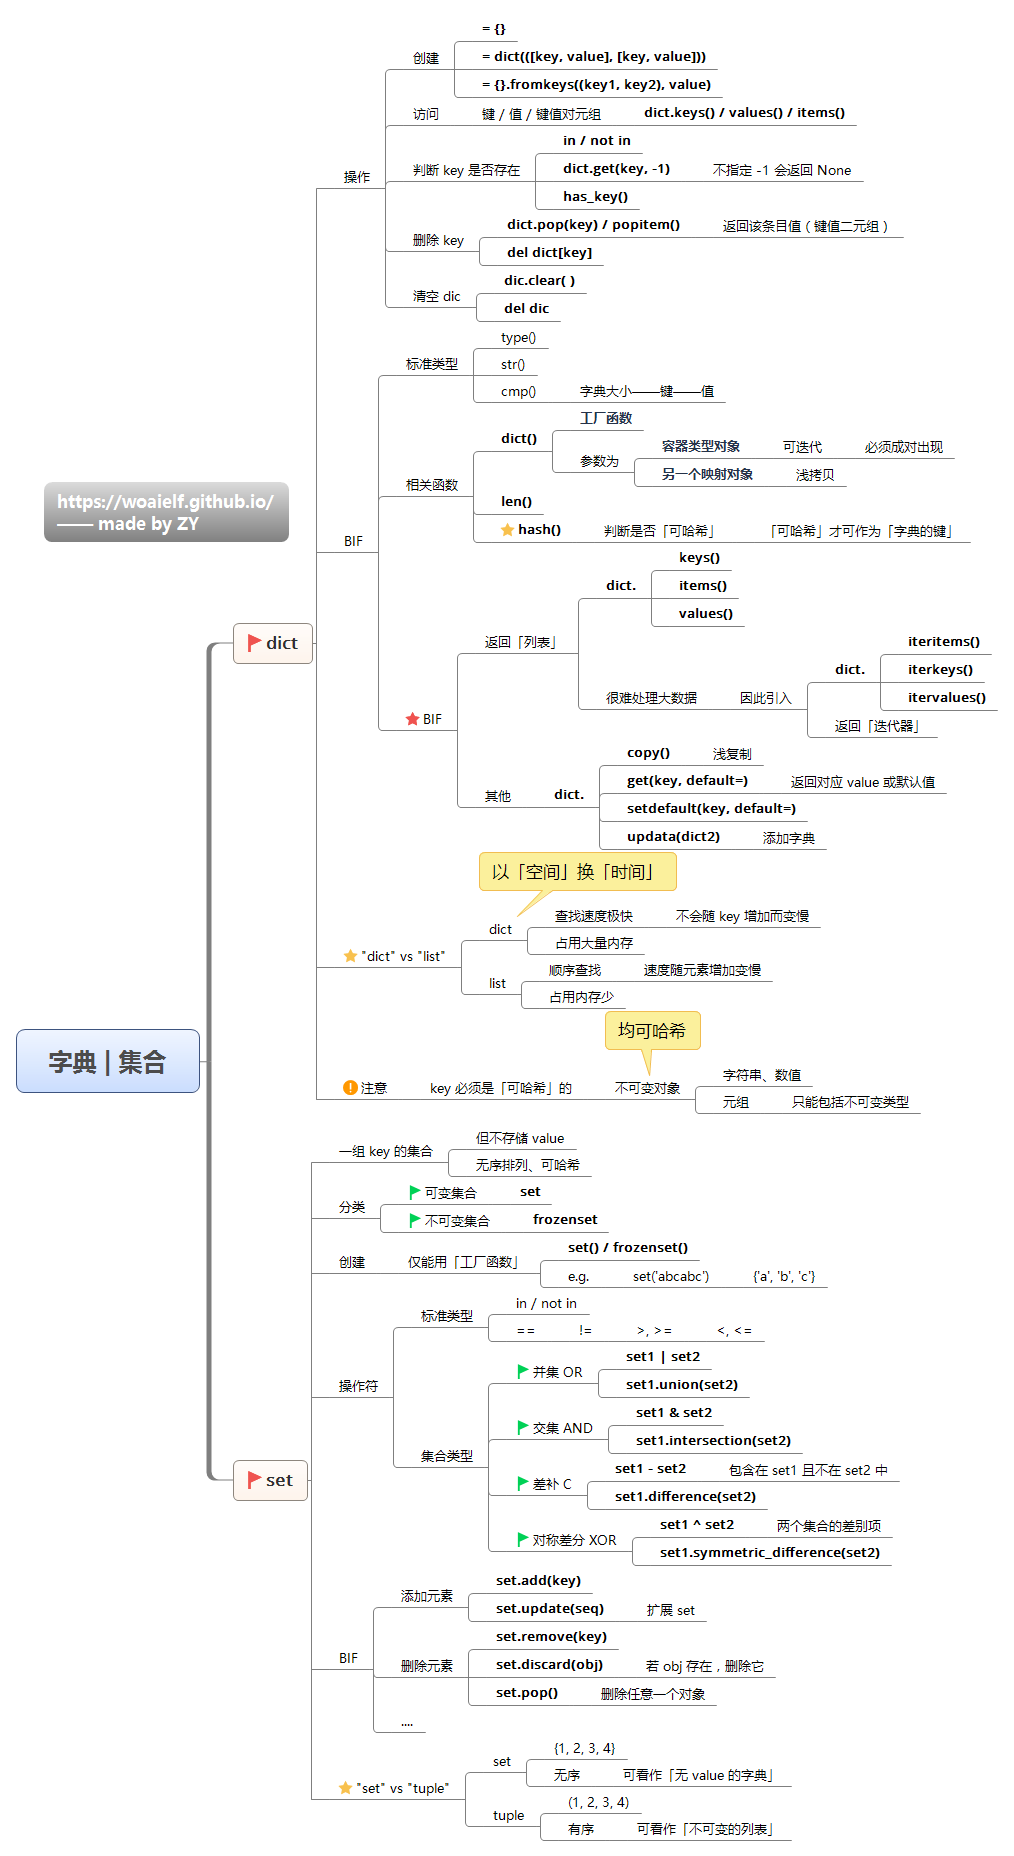 = {}
创建
= dict(([key, value], [key, value]))
= {}.fromkeys((key1, key2), value)
访问 键 / 值 / 键值对元组 dict.keys() / values() / items()
操作
in / not in
判断 key 是否存在 dict.get(key, -1) 不指定 -1 会返回 None
has_key()
删除 key
dict.pop(key) / popitem() 返回该条目值（键值二元组）
del dict[key]
清空 dic
dic.clear( )
del dic
标准类型
type()
str()
cmp() 字典大小——键——值
相关函数
dict()
工厂函数
参数为
容器类型对象 可迭代 必须成对出现
另一个映射对象 浅拷贝
len()
hash() 判断是否「可哈希」 「可哈希」才可作为「字典的键」
https://woaielf.github.io/
—— made by ZY
BIF
dict
BIF
返回「列表」
dict.
keys()
items()
values()
很难处理大数据 因此引入
dict.
iteritems()
iterkeys()
itervalues()
返回「迭代器」
其他 dict.
copy() 浅复制
get(key, default=) 返回对应 value 或默认值
setdefault(key, default=)
updata(dict2) 添加字典
以「空间」换「时间」
"dict" vs "list"
dict
查找速度极快 不会随 key 增加而变慢
占用大量内存
list
顺序查找 速度随元素增加变慢
占用内存少
字典 | 集合
均可哈希
注意 key 必须是「可哈希」的 不可变对象
字符串、数值
元组 只能包括不可变类型
一组 key 的集合
但不存储 value
无序排列、可哈希
分类
可变集合 set
不可变集合 frozenset
创建 仅能用「工厂函数」
set() / frozenset()
e.g. set('abcabc') {'a', 'b', 'c'}
操作符
标准类型
in / not in
== != >, >= <, <=
集合类型
并集 OR
set1 | set2
set1.union(set2)
交集 AND
set1 & set2
set1.intersection(set2)
差补 C
set1 - set2 包含在 set1 且不在 set2 中
set1.difference(set2)
对称差分 XOR
set1 ^ set2 两个集合的差别项
set1.symmetric_difference(set2)
set
BIF
添加元素
set.add(key)
set.update(seq) 扩展 set
删除元素
set.remove(key)
set.discard(obj) 若 obj 存在，删除它
set.pop() 删除任意一个对象
....
"set" vs "tuple"
set
{1, 2, 3, 4}
无序 可看作「无 value 的字典」
tuple
(1, 2, 3, 4)
有序 可看作「不可变的列表」